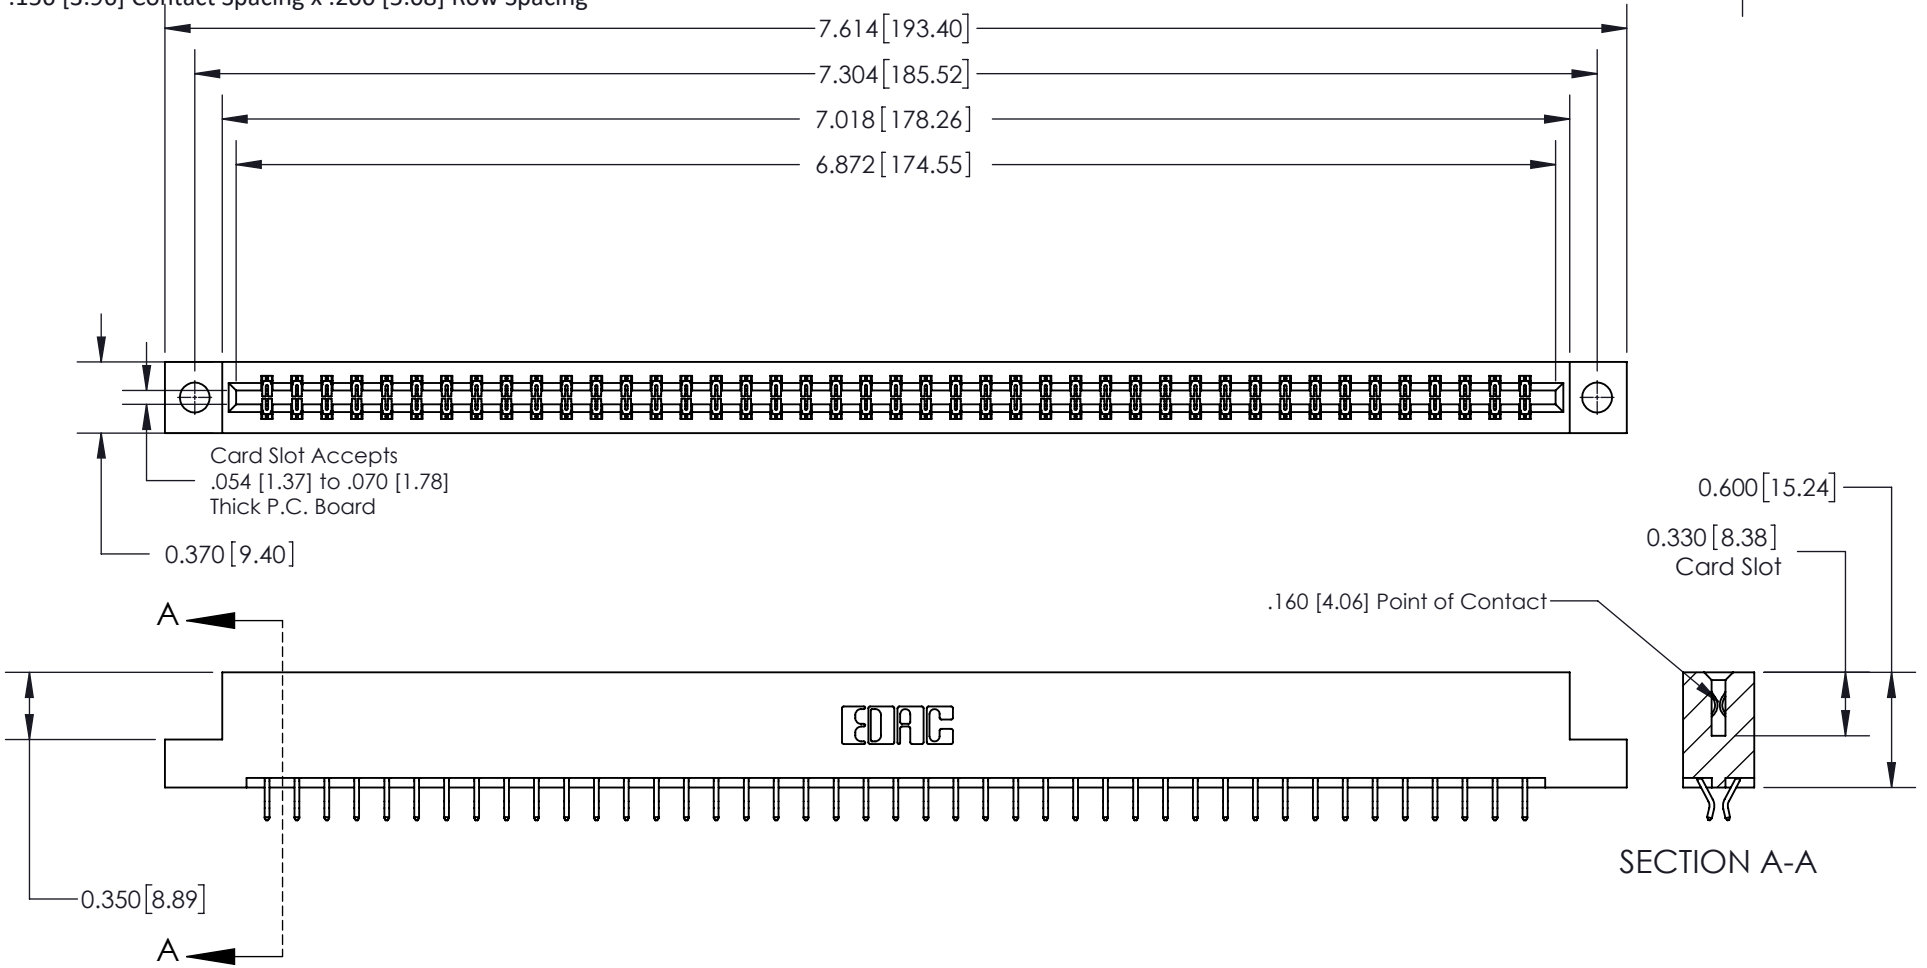 .156 [3.96] Contact Spacing x .200 [5.08] Row Spacing
7.614[193.40]
7.304[185.52]
7.018[178.26]
6.872[174.55]
Card Slot Accepts
.054 [1.37] to .070 [1.78]
Thick P.C. Board
0.370[9.40]
0.600[15.24]
0.330[8.38]
Card Slot
.160 [4.06] Point of Contact
A
EDAC
SECTION A-A
0.350[8.89]
A